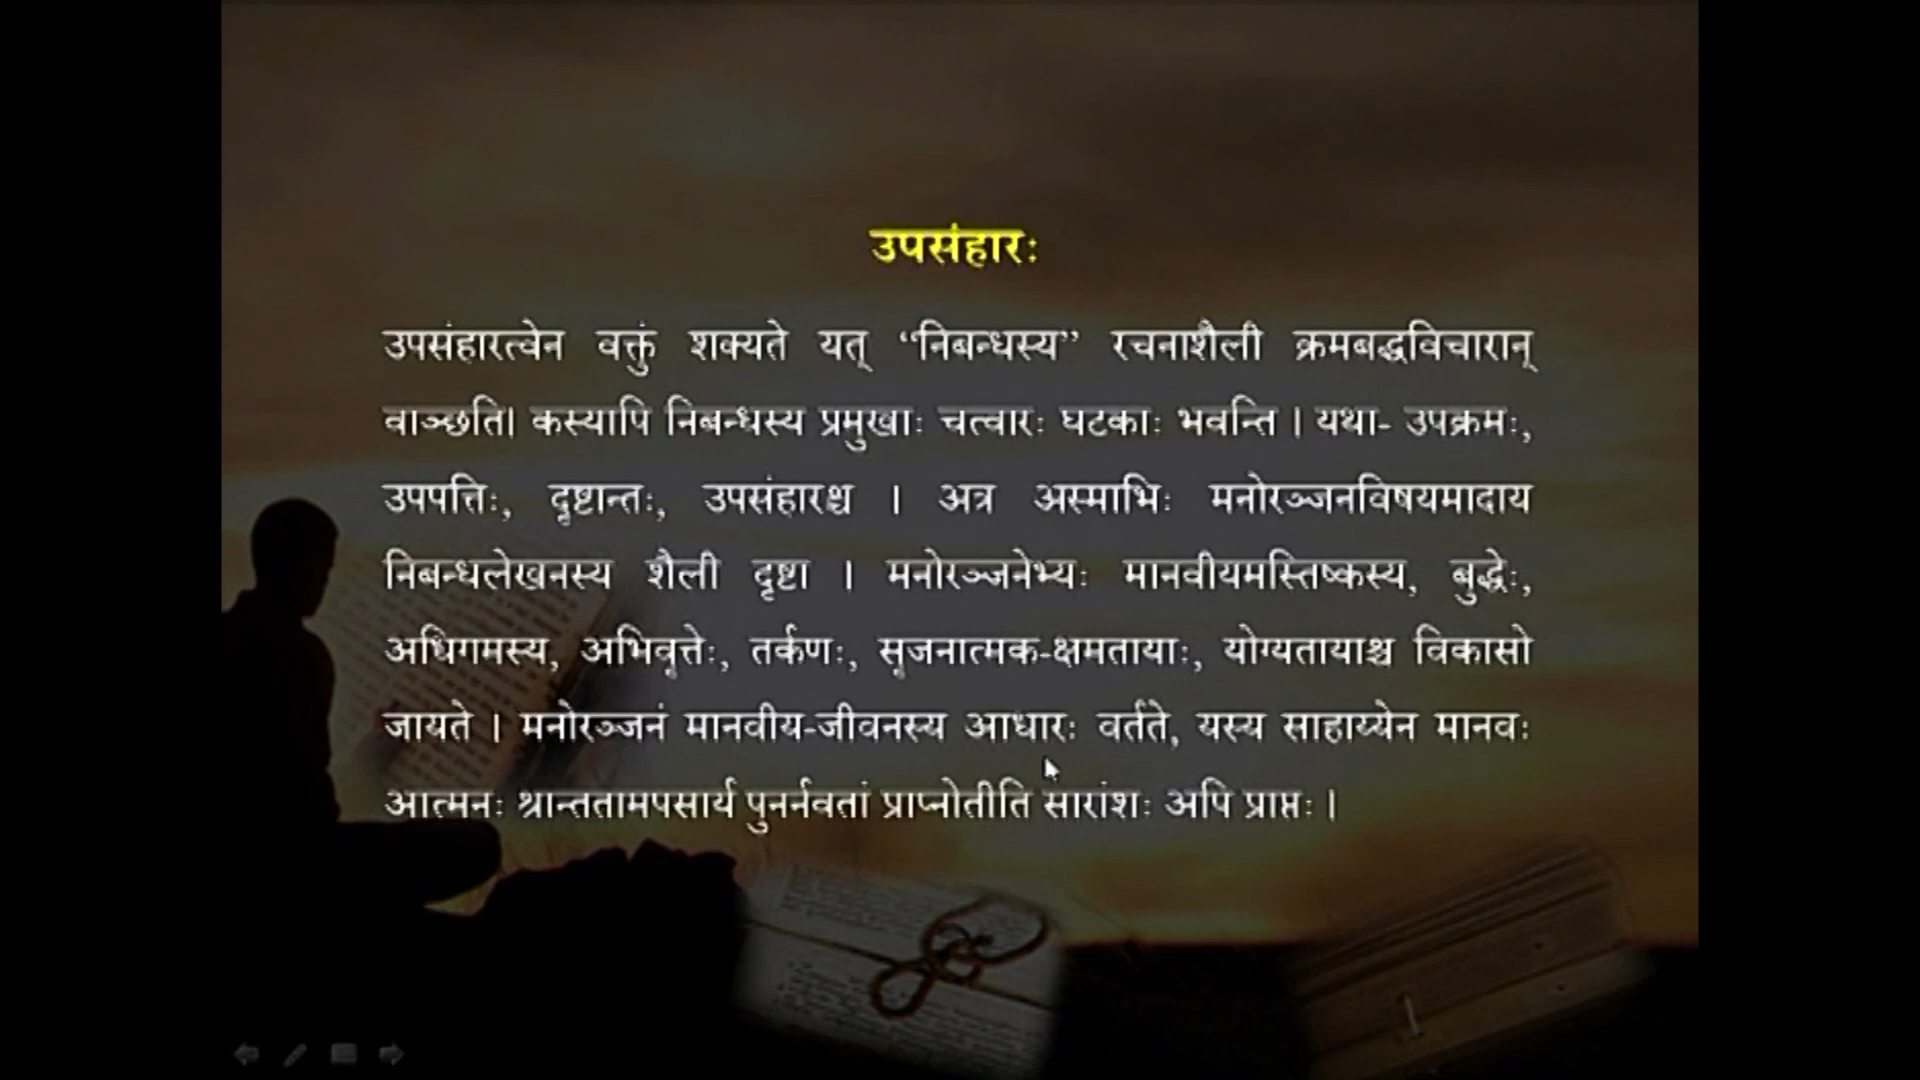 उपसंहारः
उपसंहारत्वेन वक्तुं शक्यते यत् “निबन्धस्य” रचनाशैली क्रमबद्धविचारान्
वाञ्छति। कस्यापि निबन्धस्य प्रमुखाः चत्वारः घटकाः भवन्ति । यथा- उपक्रमः,
उपपत्तिः, दृष्टान्तः, उपसंहारश्च । अत्र अस्माभिः मनोरञ्जनविषयमादाय
निबन्धलेखनस्य शैली दृष्टा । मनोरञ्जनेभ्यः मानवीयमस्तिष्कस्य, बुद्धेः,
अधिगमस्य, अभिवृत्तेः, तर्कणः, सृजनात्मक-क्षमतायाः, योग्यतायाश्च विकासो
जायते । मनोरञ्जनं मानवीय-जीवनस्य आधारः वर्तते, यस्य साहाय्येन मानवः
आत्मनः श्रान्ततामपसार्य पुनर्नवतां प्राप्नोतीति सारांशः अपि प्राप्तः ।